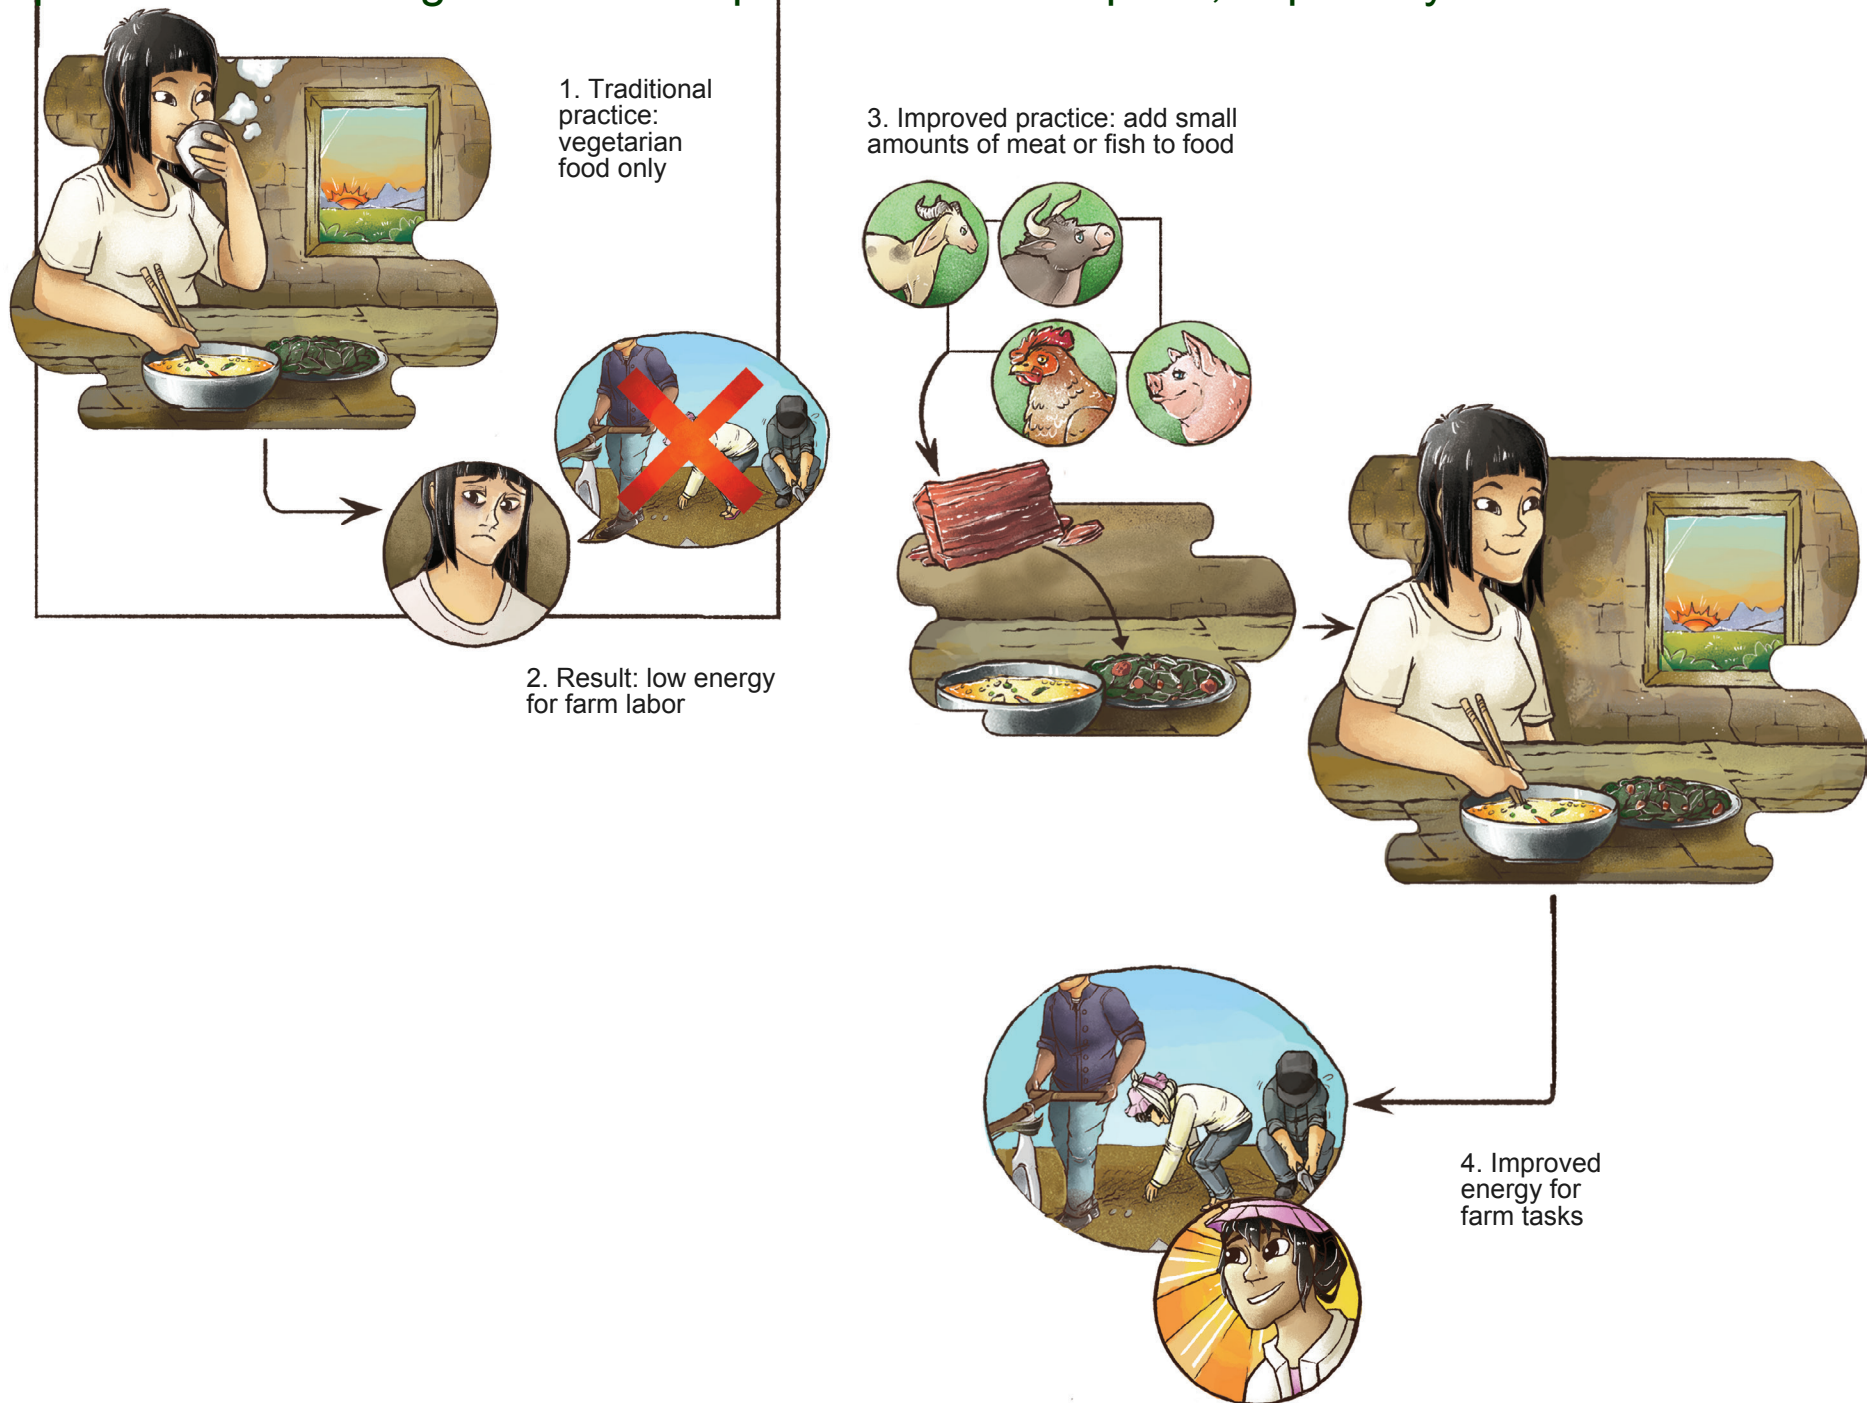 1. Traditional
practice:
vegetarian
food only
2. Result: low energy
for farm labor
3. Improved practice: add small
amounts of meat or fish to food
4. Improved
energy for
farm tasks